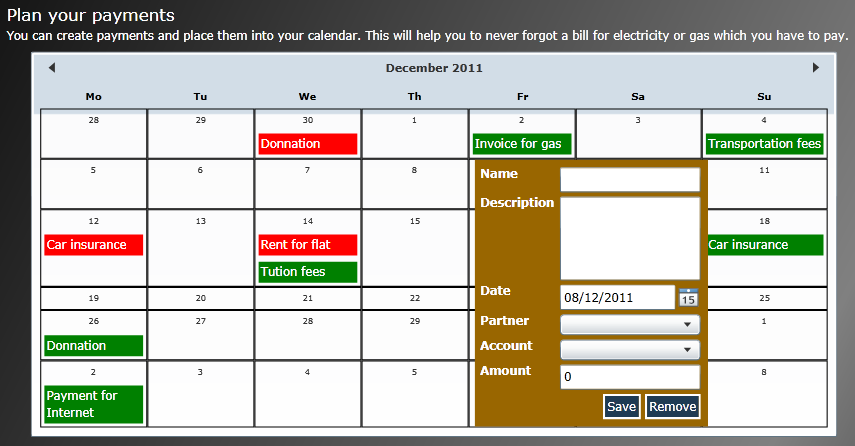 Plan your payments
You can create payments and place them into your calendar. This will help you to never forgot a bill for electricity or gas which you have to pay.
December 2011
Mo Tu We Th Fr Sa Su
28 29 30 1 2 3 4
Donnation Invoice for gas Transportation fees
5 6 7 8 11
12 13 14 15 18
Car insurance Rent for flat Car insurance
Tution fees
19 20 21 22 25
26 27 28 29 1
Donnation
2 3 4 5 8
Payment for
Internet
Name
Description
Date 08/12/2011 15
Partner
Account
Amount 0
Save Remove